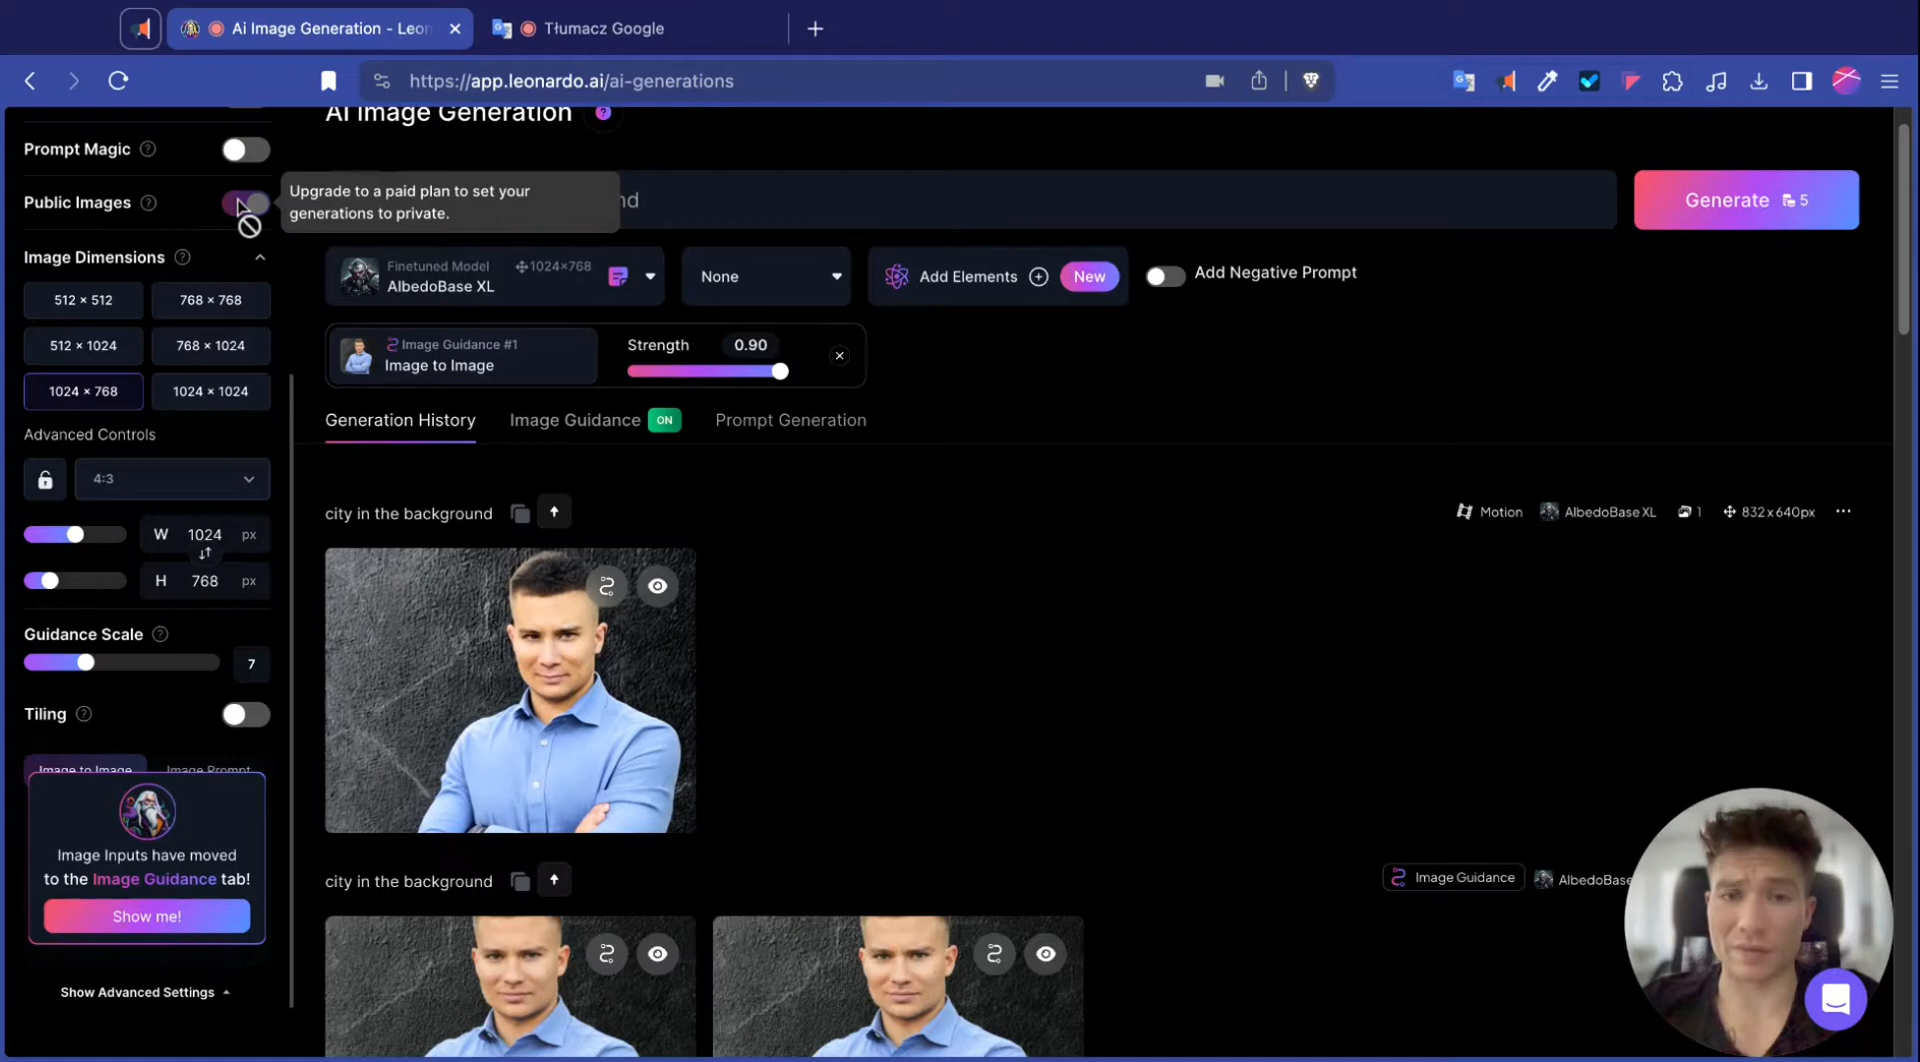 Ai Image Generation - Leon
Tłumacz Google
https://app.leonardo.ai/ai-generations
Ai Image Generation
Prompt Magic
Public Images
Upgrade to a paid plan to set your
generations to private.
nd
Generate 5
Image Dimensions
512 × 512
768 × 768
512 × 1024
768 × 1024
1024 × 768
1024 × 1024
Finetuned Model
1024×768
AlbedoBase XL
None
Add Elements
New
Add Negative Prompt
Image Guidance #1
Image to Image
Strength 0.90
Generation History
Image Guidance ON
Prompt Generation
Advanced Controls
4:3
W 1024 px
H 768 px
Guidance Scale
7
Tiling
Image to Image
Image Prompt
Image Inputs have moved
to the Image Guidance tab!
Show me!
Show Advanced Settings
city in the background
Motion
AlbedoBase XL
1
832x640px
city in the background
Image Guidance
AlbedoBase